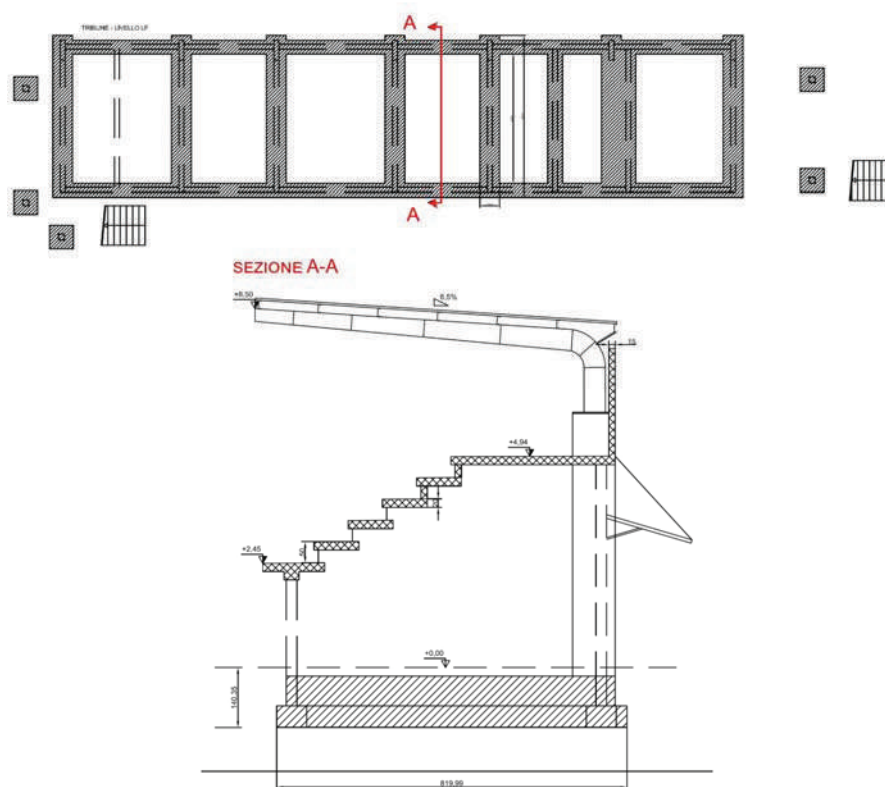 TRIBUNE - LIVELLO LF
A
A
SEZIONE A-A
+8,50
6,5%
15
+4,94
50
+2.45
+0,00
140.35
819,99